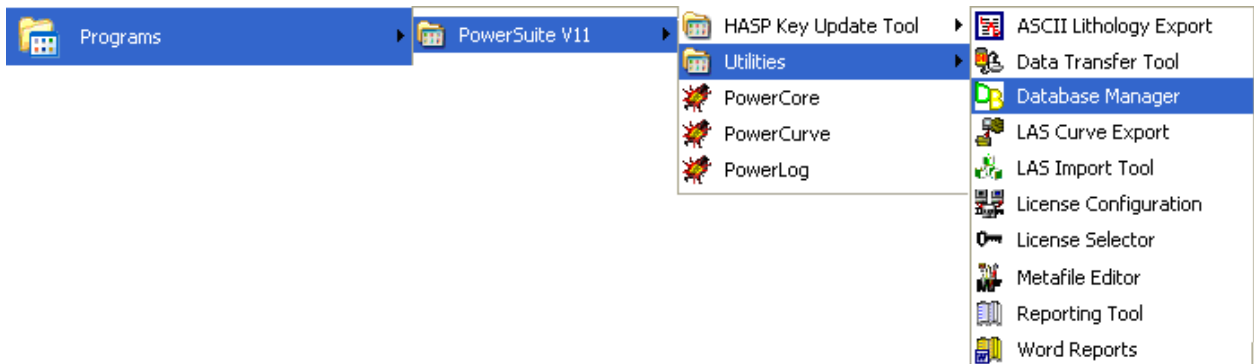 Programs
PowerSuite V11
HASP Key Update Tool
Utilities
PowerCore
PowerCurve
PowerLog
ASCII Lithology Export
Data Transfer Tool
Database Manager
LAS Curve Export
LAS Import Tool
License Configuration
License Selector
Metafile Editor
Reporting Tool
Word Reports